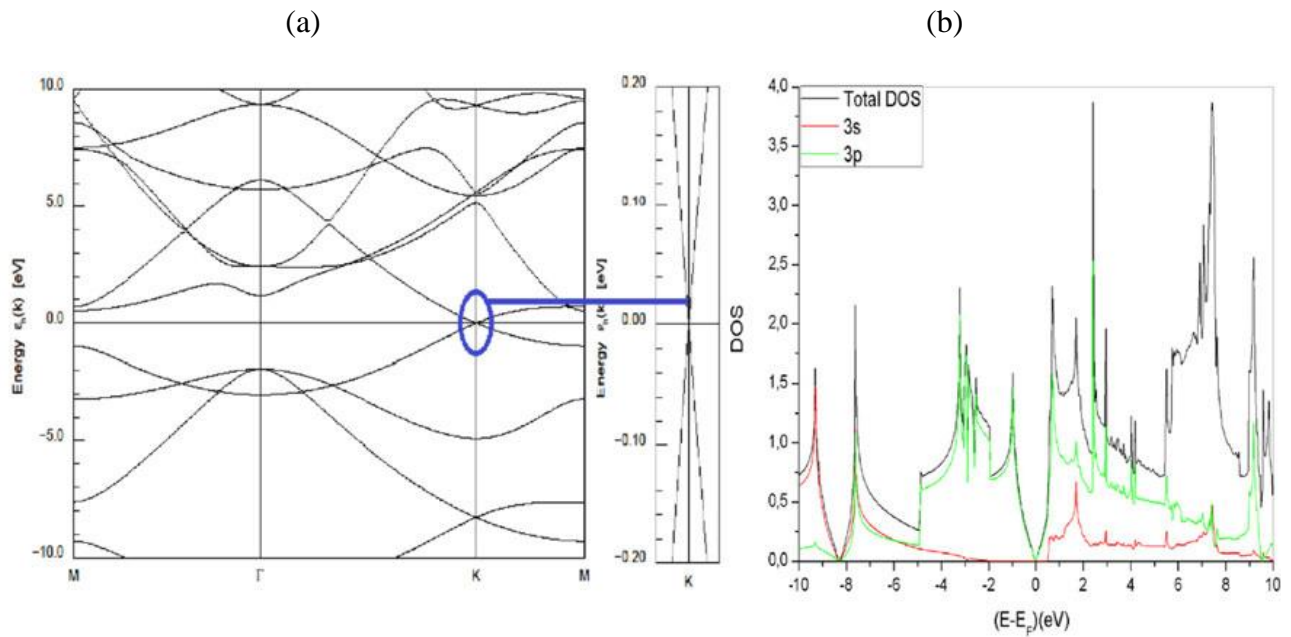 (a)
(b)
10.0
5.0
0.0
-5.0
-10.0
Energy εn(k) [eV]
M
Γ
K
M
0.20
0.10
0.00
-0.10
-0.20
Energy εn(k) [eV]
K
4,0
3,5
3,0
2,5
2,0
1,5
1,0
0,5
0,0
DOS
Total DOS
3s
3p
-10 -8 -6 -4 -2 0 2 4 6 8 10
(E-EF)(eV)